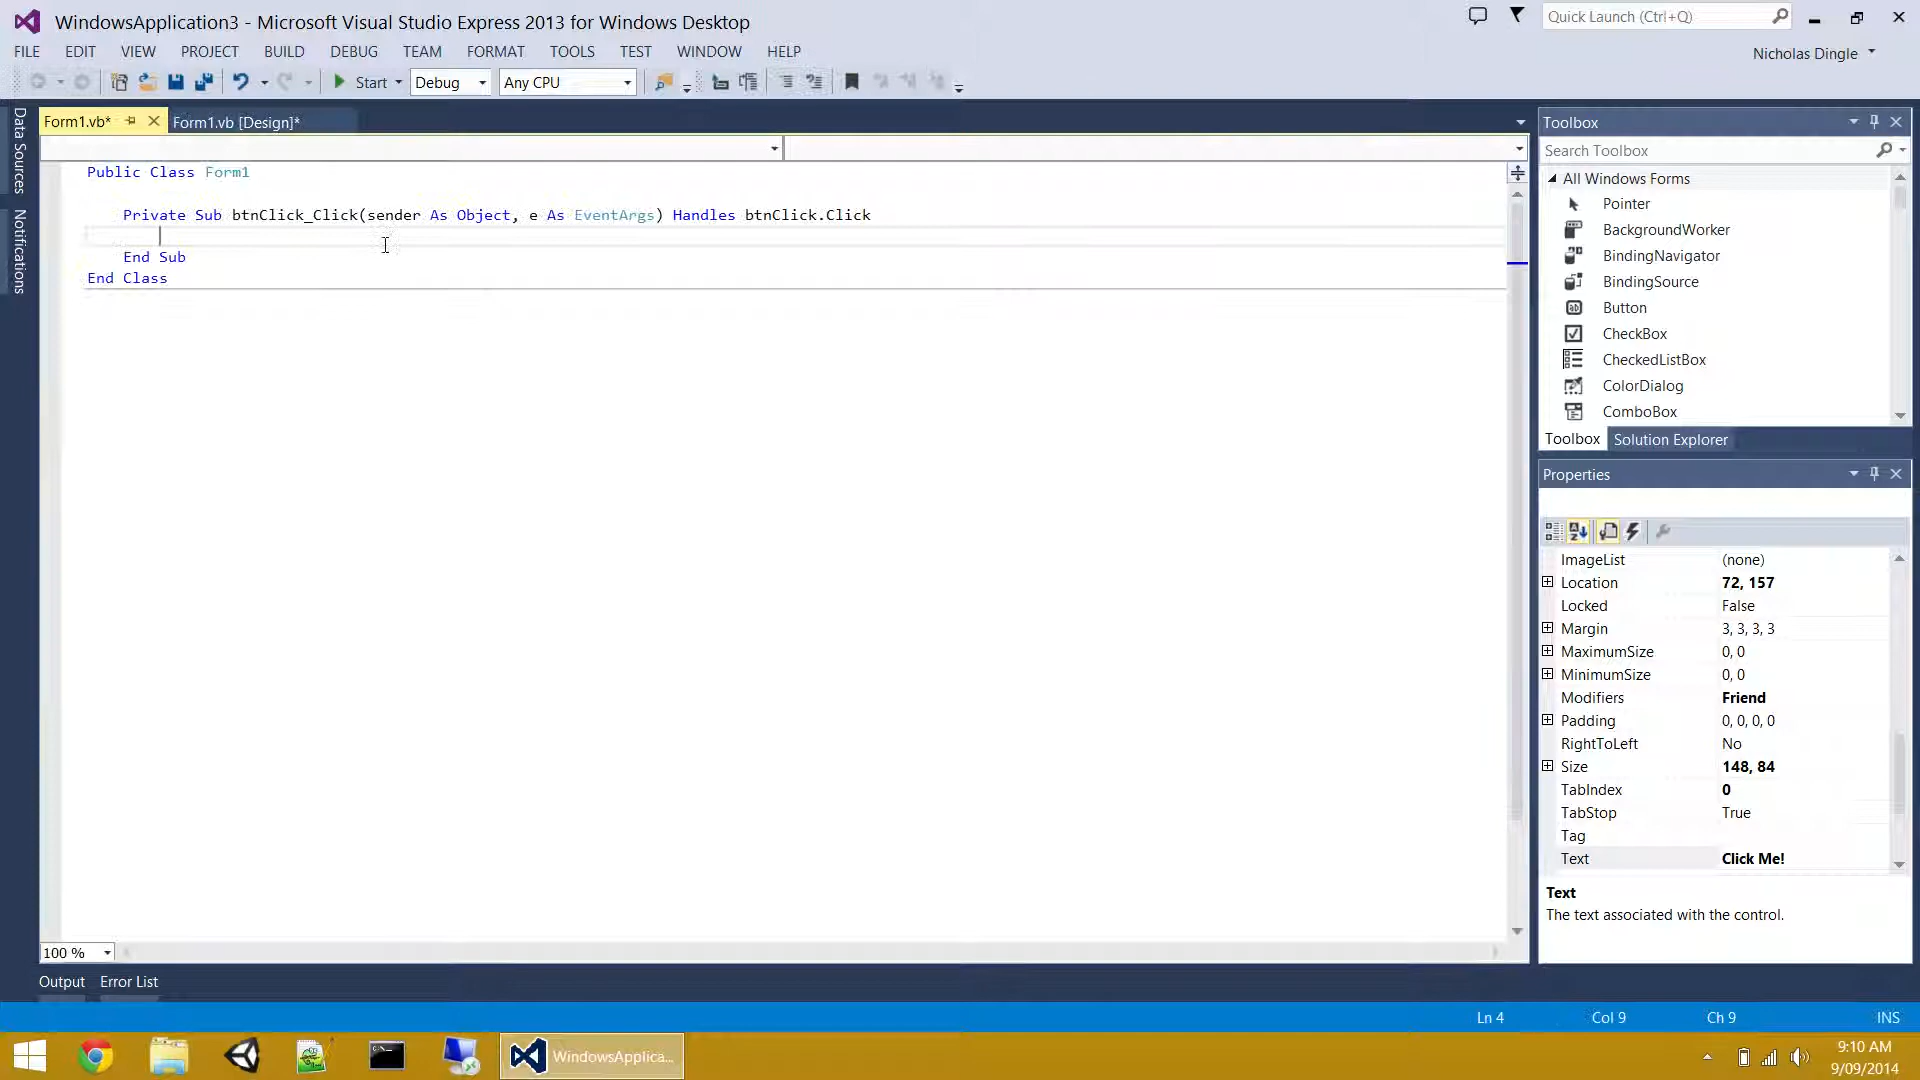 WindowsApplication3 - Microsoft Visual Studio Express 2013 for Windows Desktop
Quick Launch (Ctrl+Q)
FILE EDIT VIEW PROJECT BUILD DEBUG TEAM FORMAT TOOLS TEST WINDOW HELP
Nicholas Dingle
Start Debug Any CPU
Data Sources
Notifications
Form1.vb* Form1.vb [Design]*
Public Class Form1
Private Sub btnClick_Click(sender As Object, e As EventArgs) Handles btnClick.Click
End Sub
End Class
100 %
Toolbox
Search Toolbox
All Windows Forms
Pointer
BackgroundWorker
BindingNavigator
BindingSource
Button
CheckBox
CheckedListBox
ColorDialog
ComboBox
Toolbox Solution Explorer
Properties
ImageList (none)
Location 72, 157
Locked False
Margin 3, 3, 3, 3
MaximumSize 0, 0
MinimumSize 0, 0
Modifiers Friend
Padding 0, 0, 0, 0
RightToLeft No
Size 148, 84
TabIndex 0
TabStop True
Tag
Text Click Me!
Text
The text associated with the control.
Output Error List
Ln 4 Col 9 Ch 9 INS
WindowsApplica...
9:10 AM
9/09/2014